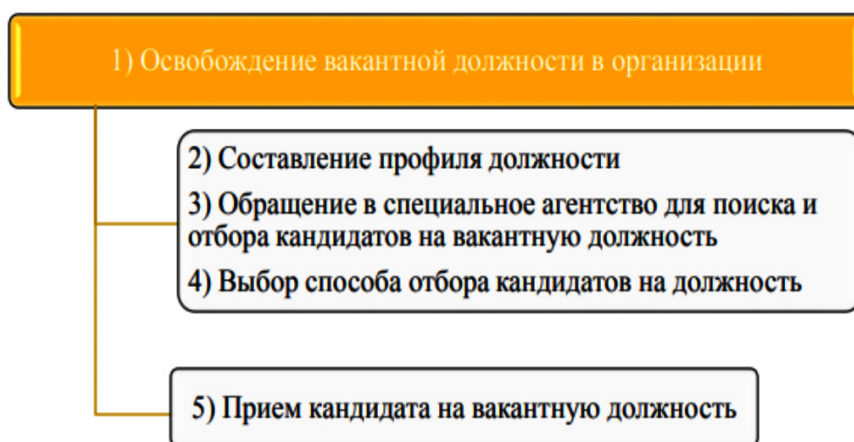 1) Освобождение вакантной должности в организации
2) Составление профиля должности
3) Обращение в специальное агентство для поиска и
отбора кандидатов на вакантную должность
4) Выбор способа отбора кандидатов на должность
5) Прием кандидата на вакантную должность